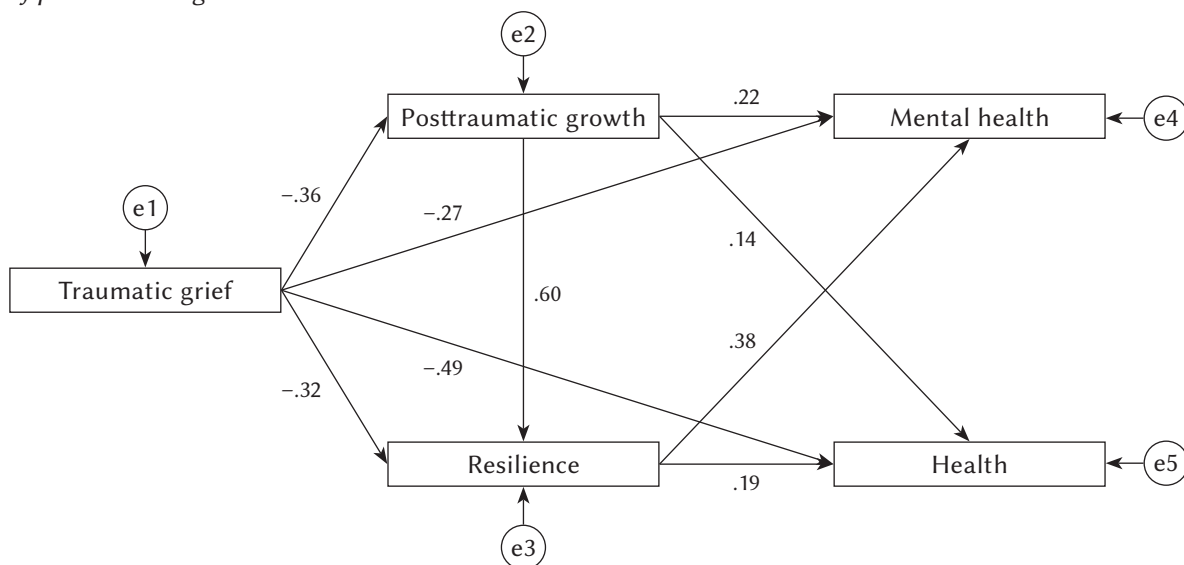 e2
Posttraumatic growth
.22
Mental health
e4
−.36
e1
−.27
.14
Traumatic grief
.60
.38
−.49
−.32
Resilience
.19
Health
e5
e3